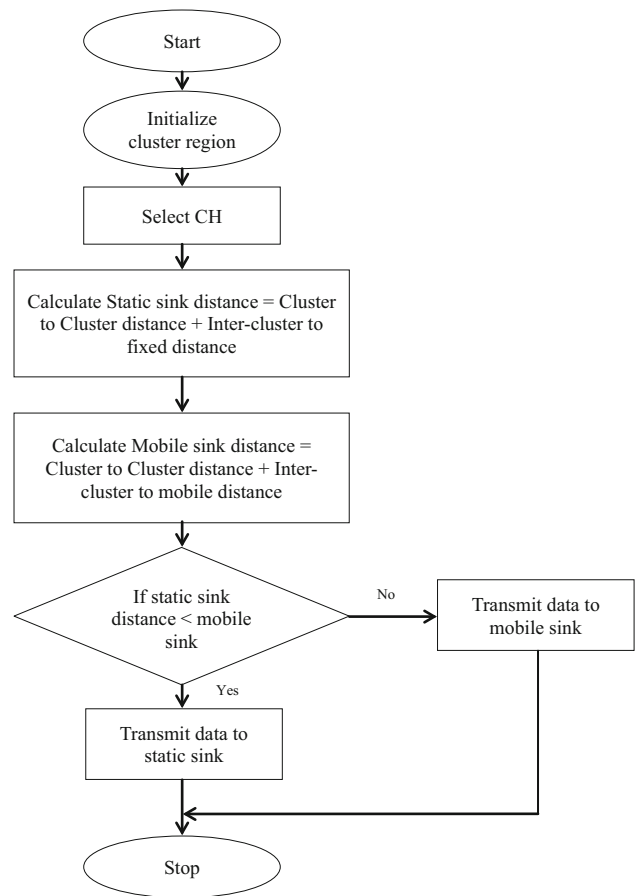 Start
Initialize
cluster region
Select CH
Calculate Static sink distance = Cluster
to Cluster distance + Inter-cluster to
fixed distance
Calculate Mobile sink distance =
Cluster to Cluster distance + Inter-
cluster to mobile distance
If static sink
distance < mobile
sink
No
Transmit data to
mobile sink
Yes
Transmit data to
static sink
Stop